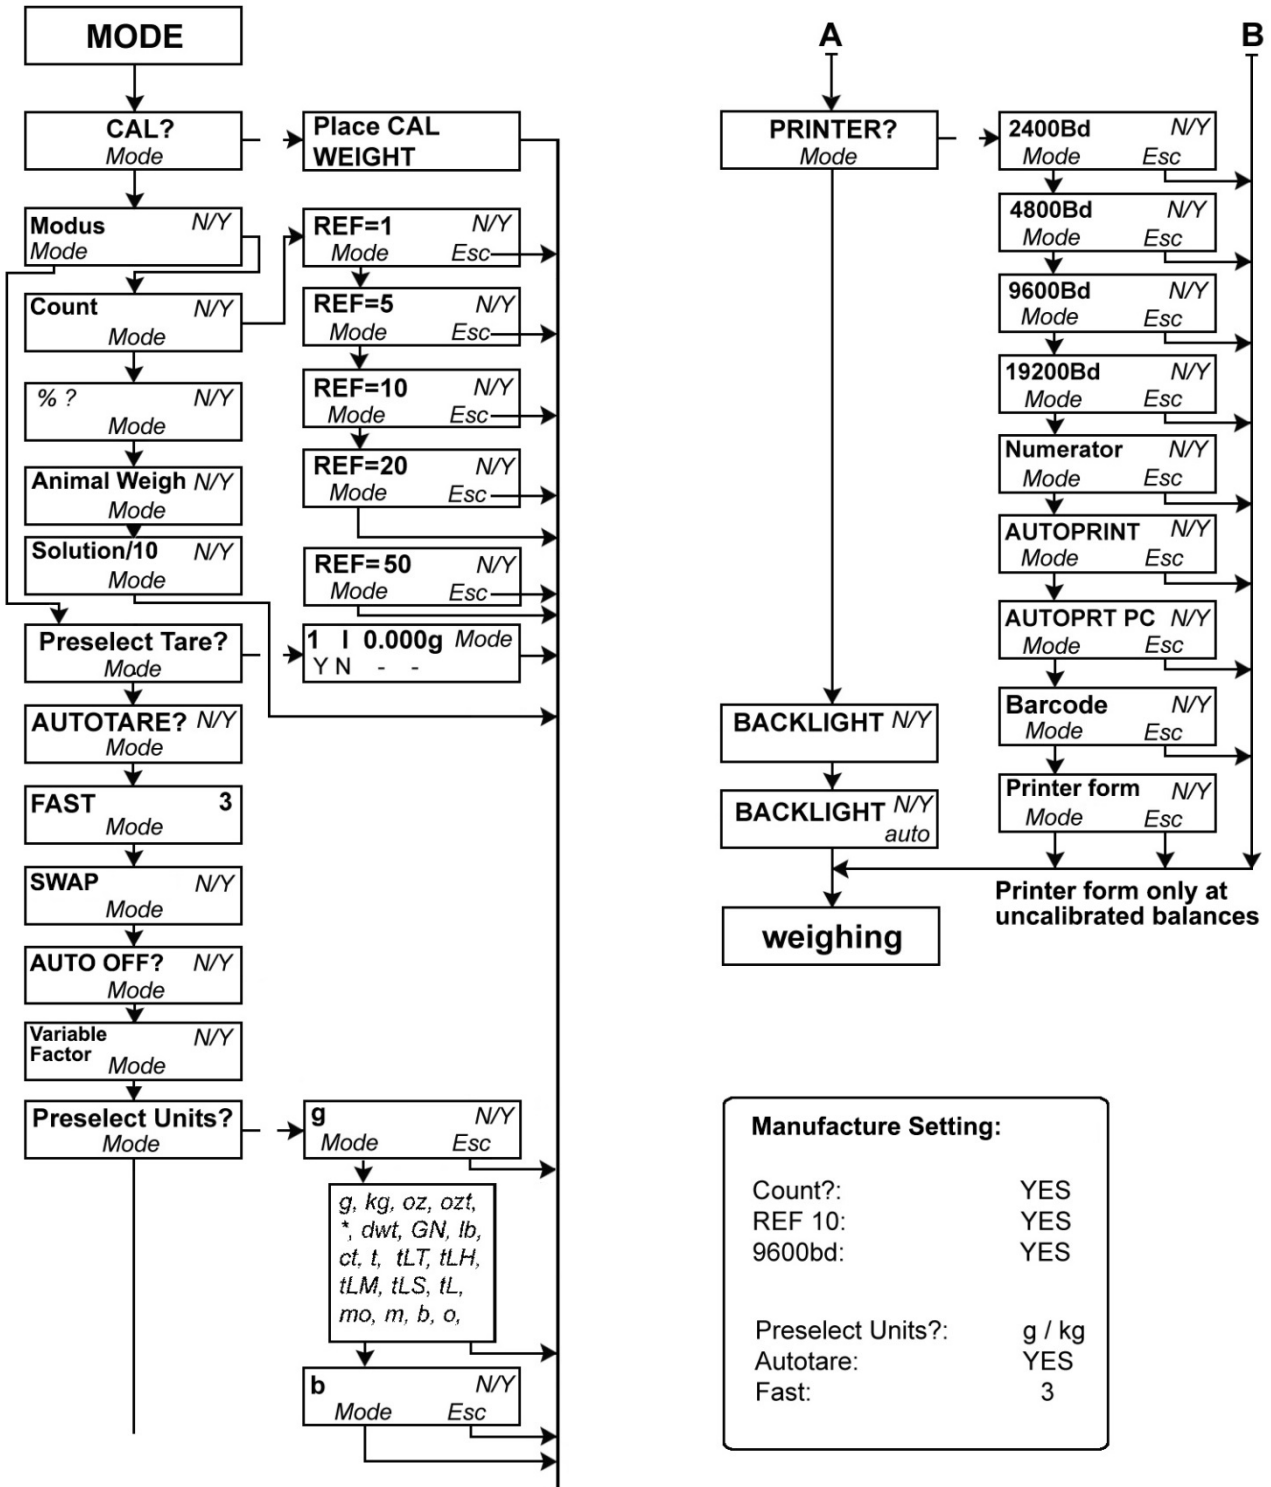 MODE
CAL?
Mode
Place CAL
WEIGHT
Modus N/Y
Mode
REF=1 N/Y
Mode Esc
Count N/Y
Mode
REF=5 N/Y
Mode Esc
% ? N/Y
Mode
REF=10 N/Y
Mode Esc
Animal Weigh N/Y
Mode
REF=20 N/Y
Mode Esc
Solution/10 N/Y
Mode
REF=50 N/Y
Mode Esc
Preselect Tare?
Mode
1 I 0.000g Mode
Y N - -
AUTOTARE? N/Y
Mode
FAST 3
Mode
SWAP N/Y
Mode
AUTO OFF? N/Y
Mode
Variable N/Y
Factor Mode
Preselect Units?
Mode
g N/Y
Mode Esc
g, kg, oz, ozt,
*, dwt, GN, lb,
ct, t, tLT, tLH,
tLM, tLS, tL,
mo, m, b, o,
b N/Y
Mode Esc
A
B
PRINTER?
Mode
2400Bd N/Y
Mode Esc
4800Bd N/Y
Mode Esc
9600Bd N/Y
Mode Esc
19200Bd N/Y
Mode Esc
Numerator N/Y
Mode Esc
AUTOPRINT N/Y
Mode Esc
AUTOPRT PC N/Y
Mode Esc
Barcode N/Y
Mode Esc
Printer form N/Y
Mode Esc
BACKLIGHT N/Y
BACKLIGHT N/Y
auto
Printer form only at
uncalibrated balances
weighing
Manufacture Setting:
Count?: YES
REF 10: YES
9600bd: YES
Preselect Units?: g / kg
Autotare: YES
Fast: 3